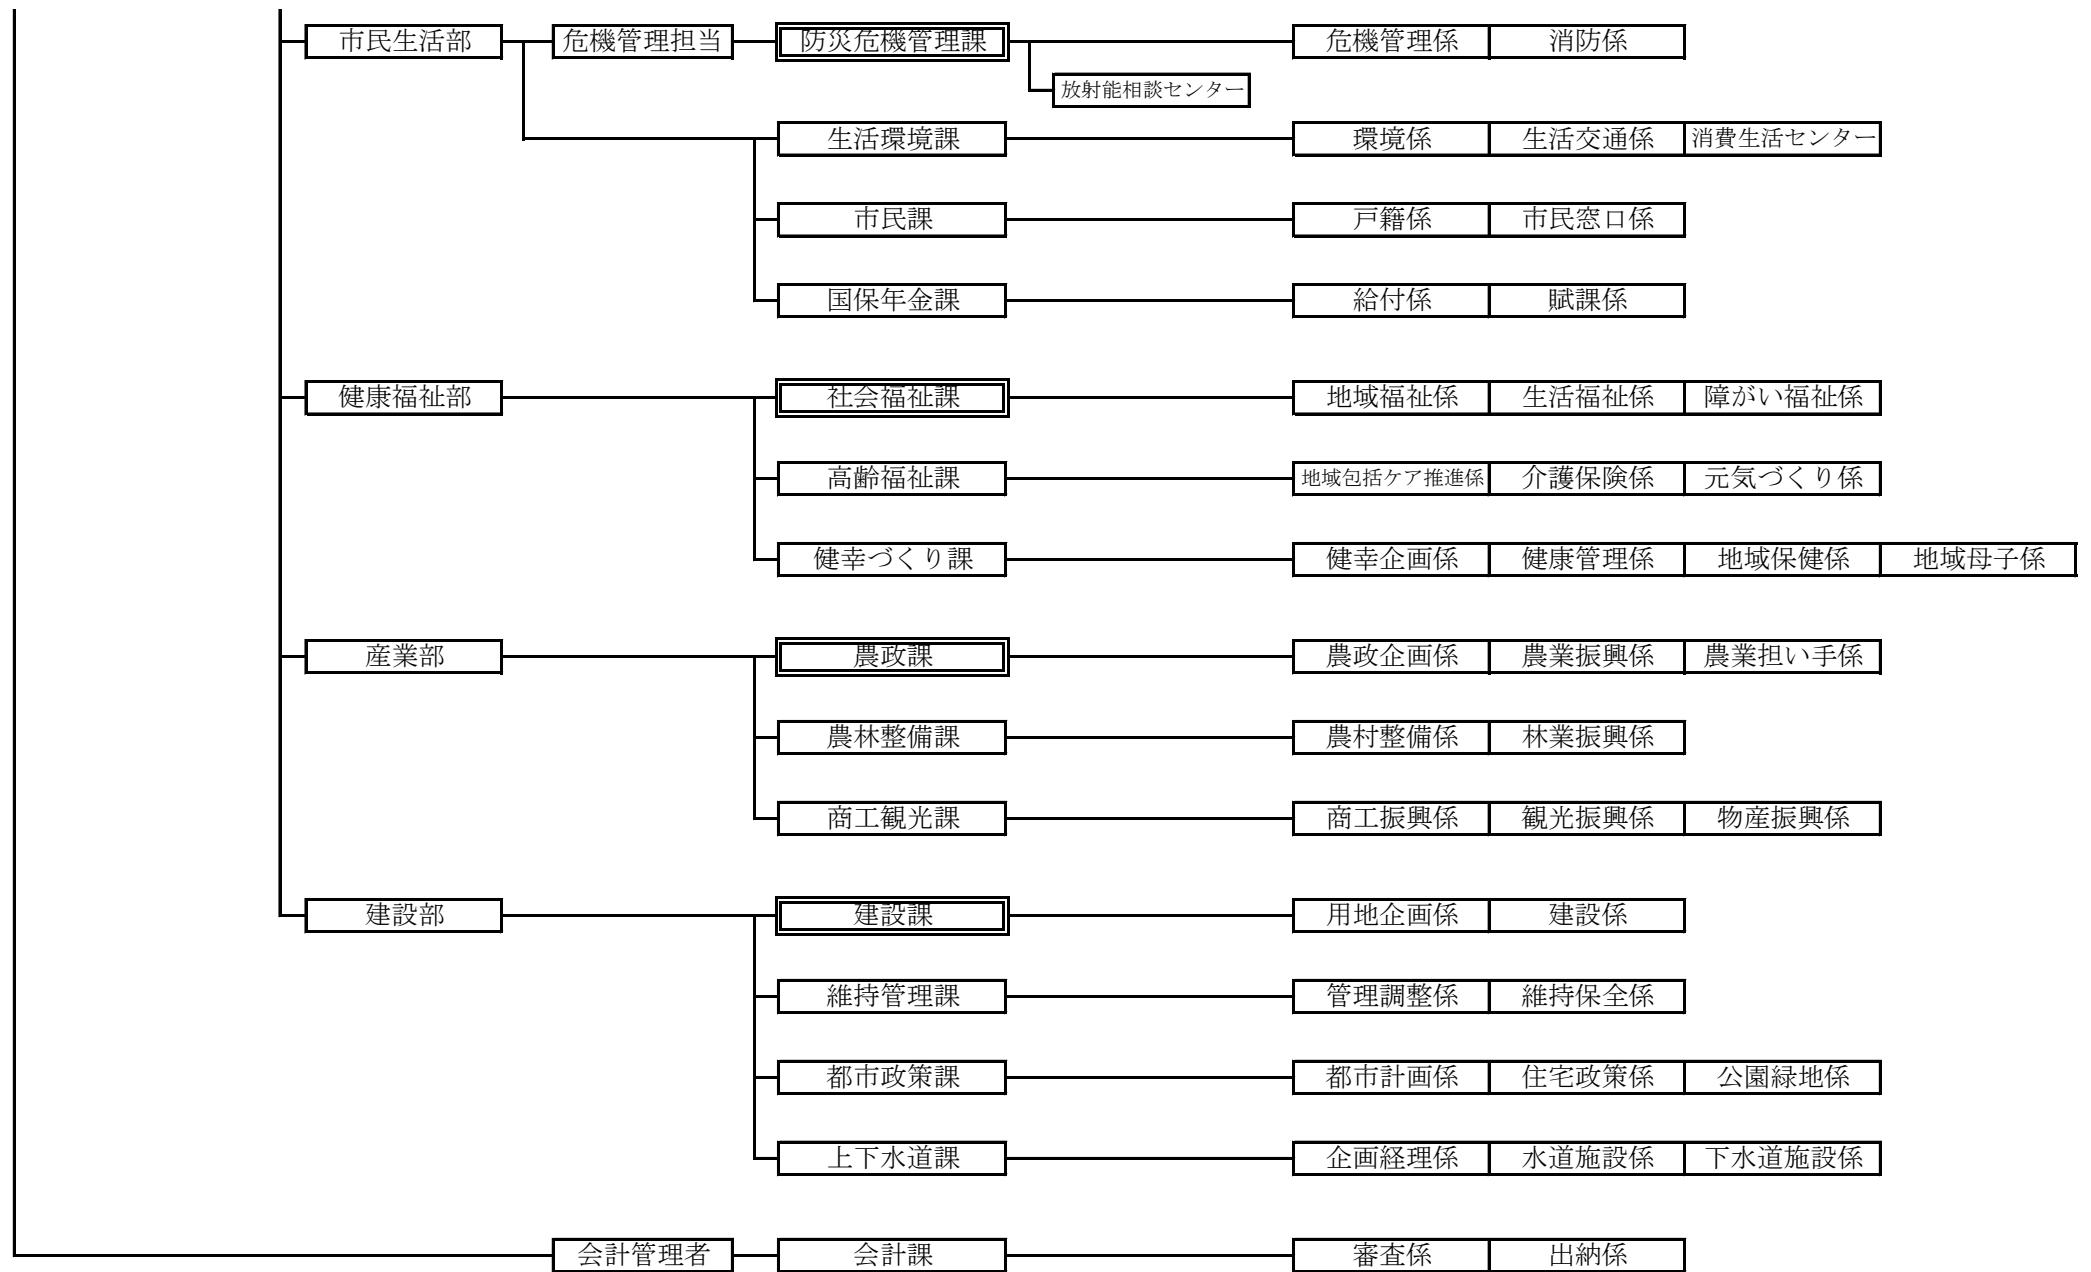 市民生活部 危機管理担当 防災危機管理課 危機管理係 消防係
放射能相談センター
生活環境課 環境係 生活交通係 消費生活センター
市民課 戸籍係 市民窓口係
国保年金課 給付係 賦課係
健康福祉部 社会福祉課 地域福祉係 生活福祉係 障がい福祉係
高齢福祉課 地域包括ケア推進係 介護保険係 元気づくり係
健幸づくり課 健幸企画係 健康管理係 地域保健係 地域母子係
産業部 農政課 農政企画係 農業振興係 農業担い手係
農林整備課 農村整備係 林業振興係
商工観光課 商工振興係 観光振興係 物産振興係
建設部 建設課 用地企画係 建設係
維持管理課 管理調整係 維持保全係
都市政策課 都市計画係 住宅政策係 公園緑地係
上下水道課 企画経理係 水道施設係 下水道施設係
会計管理者 会計課 審査係 出納係